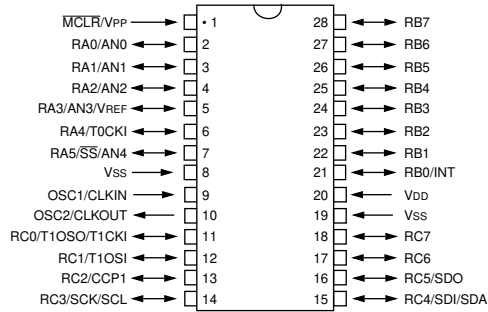 MCLR/VPP • 1 28 RB7
RA0/AN0 2 27 RB6
RA1/AN1 3 26 RB5
RA2/AN2 4 25 RB4
RA3/AN3/VREF 5 24 RB3
RA4/T0CKI 6 23 RB2
RA5/SS/AN4 7 22 RB1
VSS 8 21 RB0/INT
OSC1/CLKIN 9 20 VDD
OSC2/CLKOUT 10 19 VSS
RC0/T1OSO/T1CKI 11 18 RC7
RC1/T1OSI 12 17 RC6
RC2/CCP1 13 16 RC5/SDO
RC3/SCK/SCL 14 15 RC4/SDI/SDA